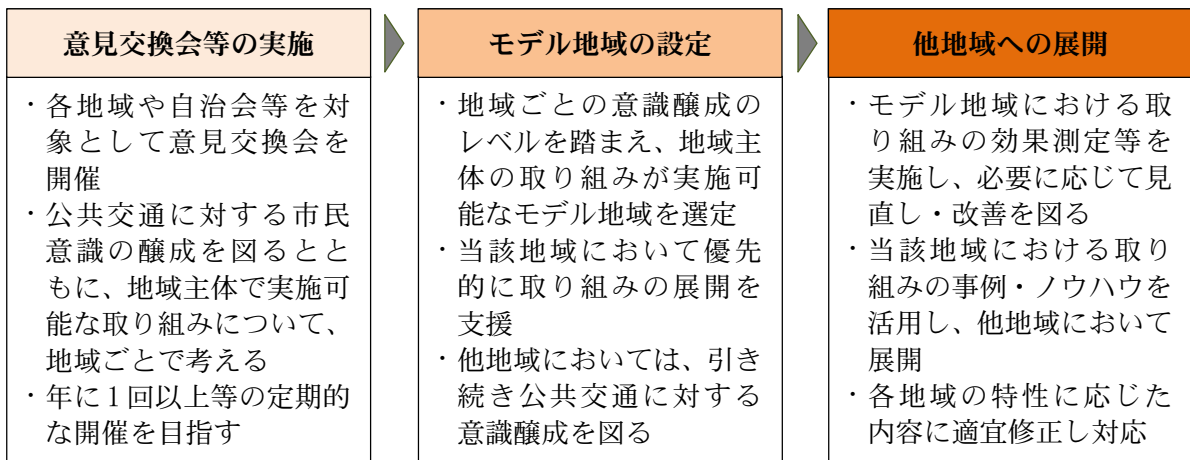 意見交換会等の実施
・各地域や自治会等を対
象として意見交換会を
開催
・公共交通に対する市民
意識の醸成を図るとと
もに、地域主体で実施可
能な取り組みについて、
地域ごとで考える
・年に１回以上等の定期的
な開催を目指す
モデル地域の設定
・地域ごとの意識醸成の
レベルを踏まえ、地域主
体の取り組みが実施可
能なモデル地域を選定
・当該地域において優先
的に取り組みの展開を
支援
・他地域においては、引き
続き公共交通に対する
意識醸成を図る
他地域への展開
・モデル地域における取
り組みの効果測定等を
実施し、必要に応じて見
直し・改善を図る
・当該地域における取り
組みの事例・ノウハウを
活用し、他地域において
展開
・各地域の特性に応じた
内容に適宜修正し対応